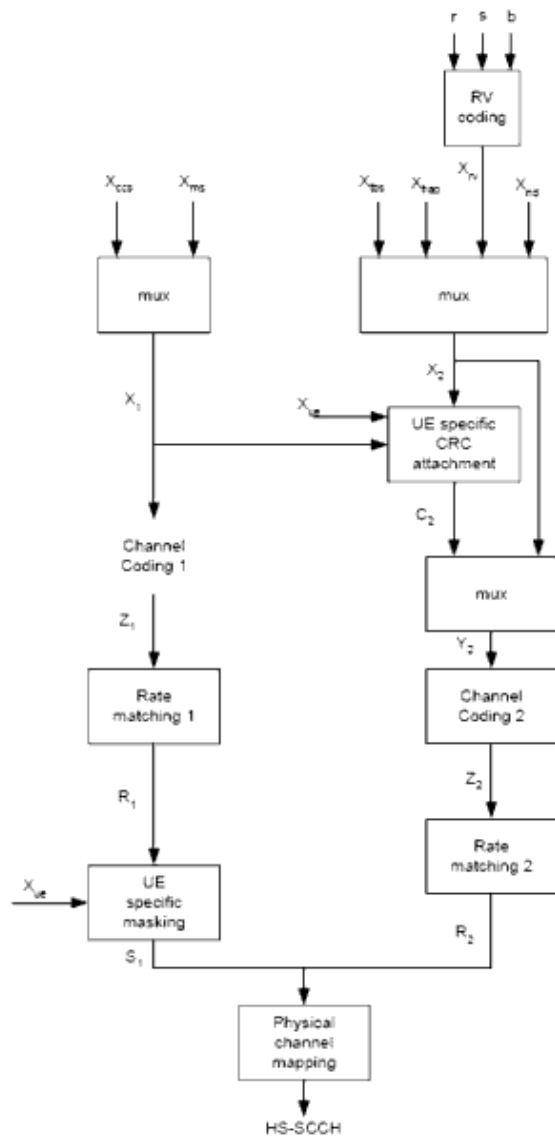 r s b
RV
coding
Xccs Xms Xtbs Xhap Xrv Xnd
mux mux
X1 X2
Xue
UE specific
CRC
attachment
C2
Channel
Coding 1
mux
Z1 Y2
Rate
matching 1
Channel
Coding 2
R1 Z2
Xue
UE
specific
masking
Rate
matching 2
S1 R2
Physical
channel
mapping
HS-SCCH